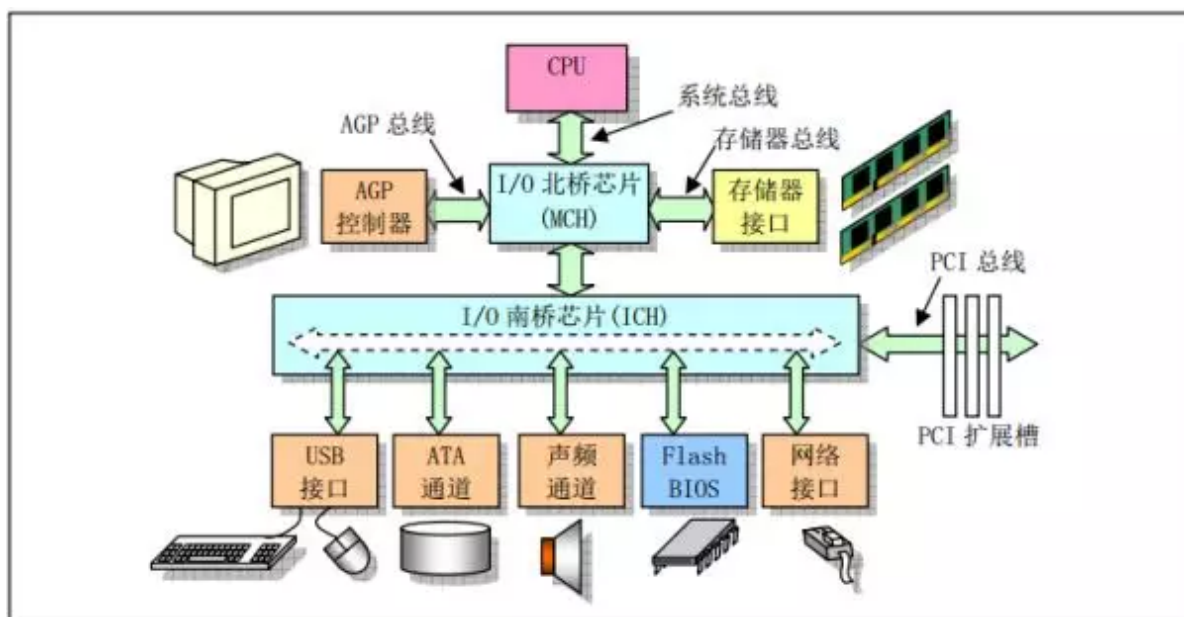 CPU
系统总线
AGP 总线
存储器总线
AGP
控制器
I/O 北桥芯片
(MCH)
存储器
接口
PCI 总线
I/O 南桥芯片(ICH)
PCI 扩展槽
USB
接口
ATA
通道
声频
通道
Flash
BIOS
网络
接口